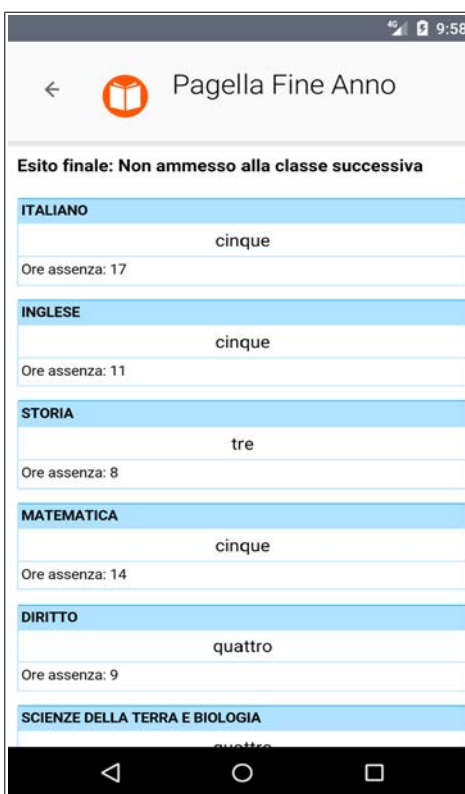 4G 9:58
Pagella Fine Anno
Esito finale: Non ammesso alla classe successiva
ITALIANO
cinque
Ore assenza: 17
INGLESE
cinque
Ore assenza: 11
STORIA
tre
Ore assenza: 8
MATEMATICA
cinque
Ore assenza: 14
DIRITTO
quattro
Ore assenza: 9
SCIENZE DELLA TERRA E BIOLOGIA
quattro